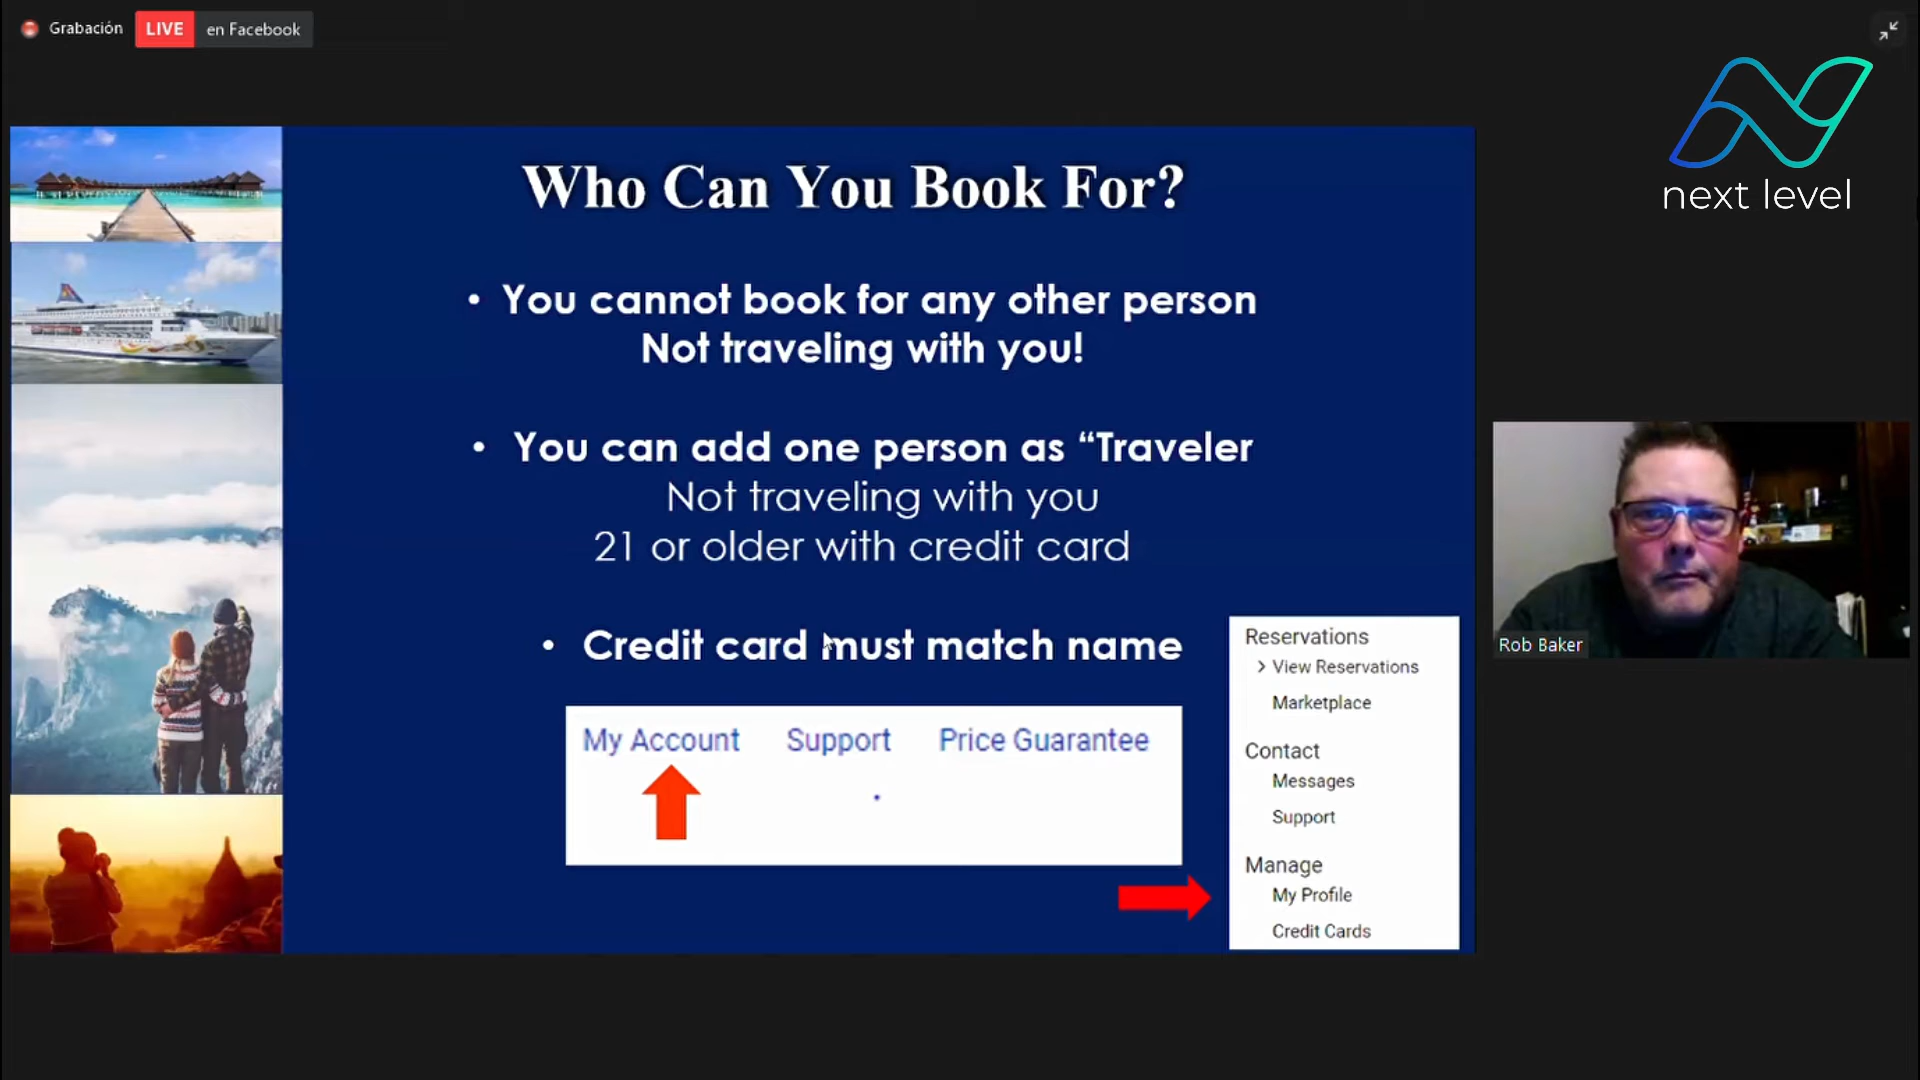 Grabación
LIVE
en Facebook
next level
Who Can You Book For?
• You cannot book for any other person
Not traveling with you!
• You can add one person as “Traveler
Not traveling with you
21 or older with credit card
• Credit card must match name
My Account Support Price Guarantee
Reservations
> View Reservations
Marketplace
Contact
Messages
Support
Manage
My Profile
Credit Cards
Rob Baker